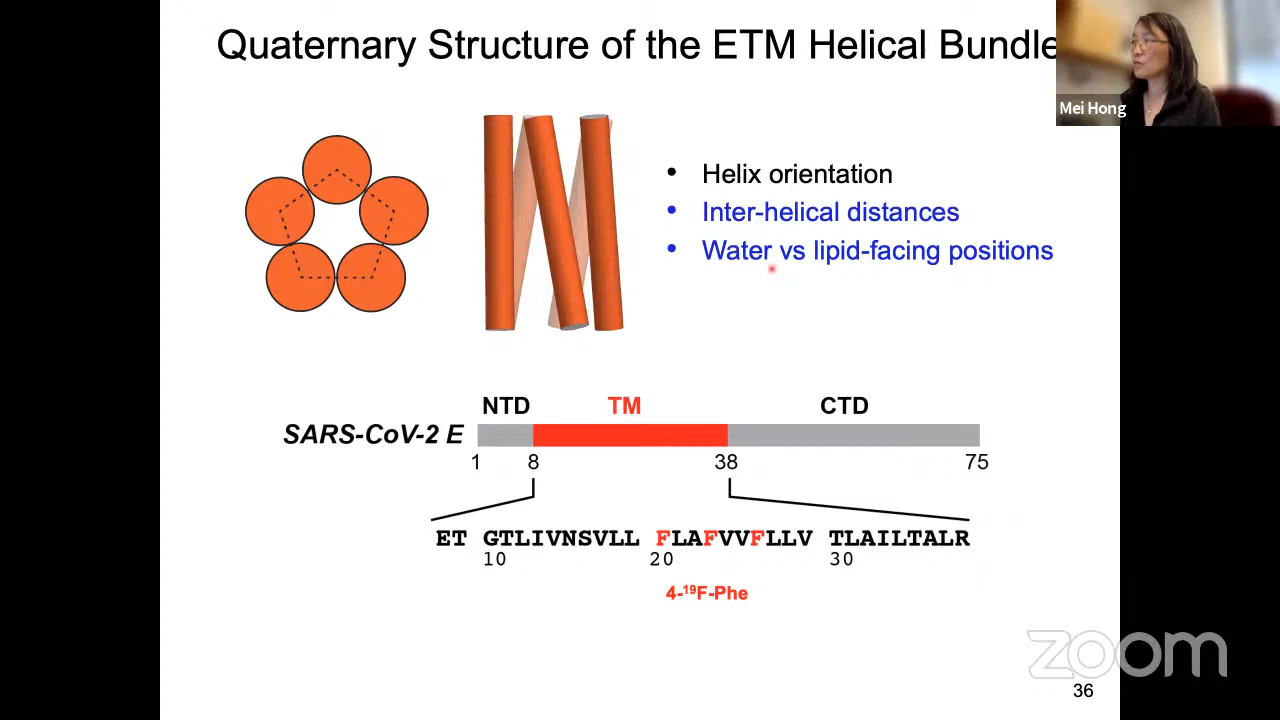 Quaternary Structure of the ETM Helical Bundle
Mei Hong
• Helix orientation
• Inter-helical distances
• Water vs lipid-facing positions
NTD TM CTD
SARS-CoV-2 E
1 8 38 75
ET GTLIVNSVLL FLAFVVFLLV TLAILTALR
10 20 30
4-¹⁹F-Phe
zoom
36